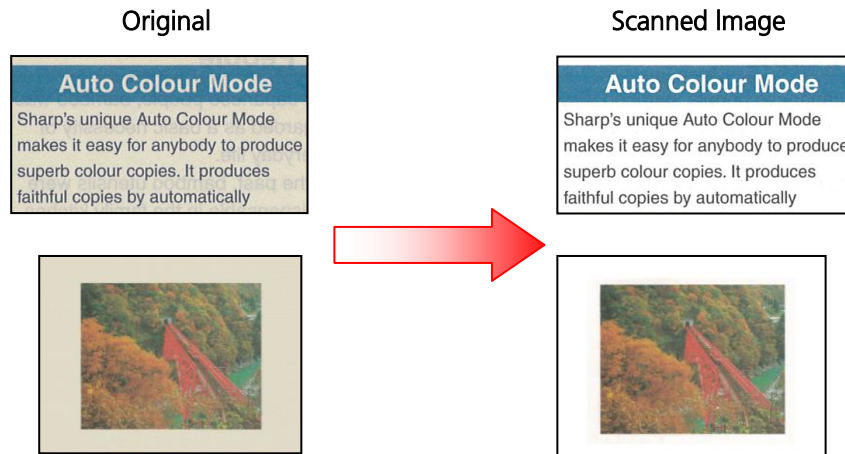 Original
Scanned Image
Auto Colour Mode
Sharp's unique Auto Colour Mode
makes it easy for anybody to produce
superb colour copies. It produces
faithful copies by automatically
Auto Colour Mode
Sharp's unique Auto Colour Mode
makes it easy for anybody to produce
superb colour copies. It produces
faithful copies by automatically